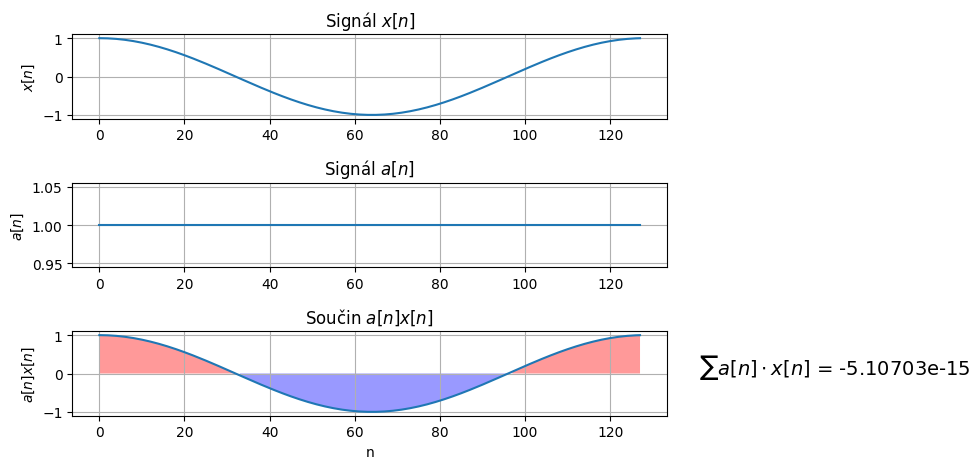 Signál x[n]
x[n]
1
0
−1
0 20 40 60 80 100 120
Signál a[n]
a[n]
1.05
1.00
0.95
0 20 40 60 80 100 120
Součin a[n]x[n]
a[n]x[n]
1
0
−1
0 20 40 60 80 100 120
n
∑a[n] · x[n] = -5.10703e-15